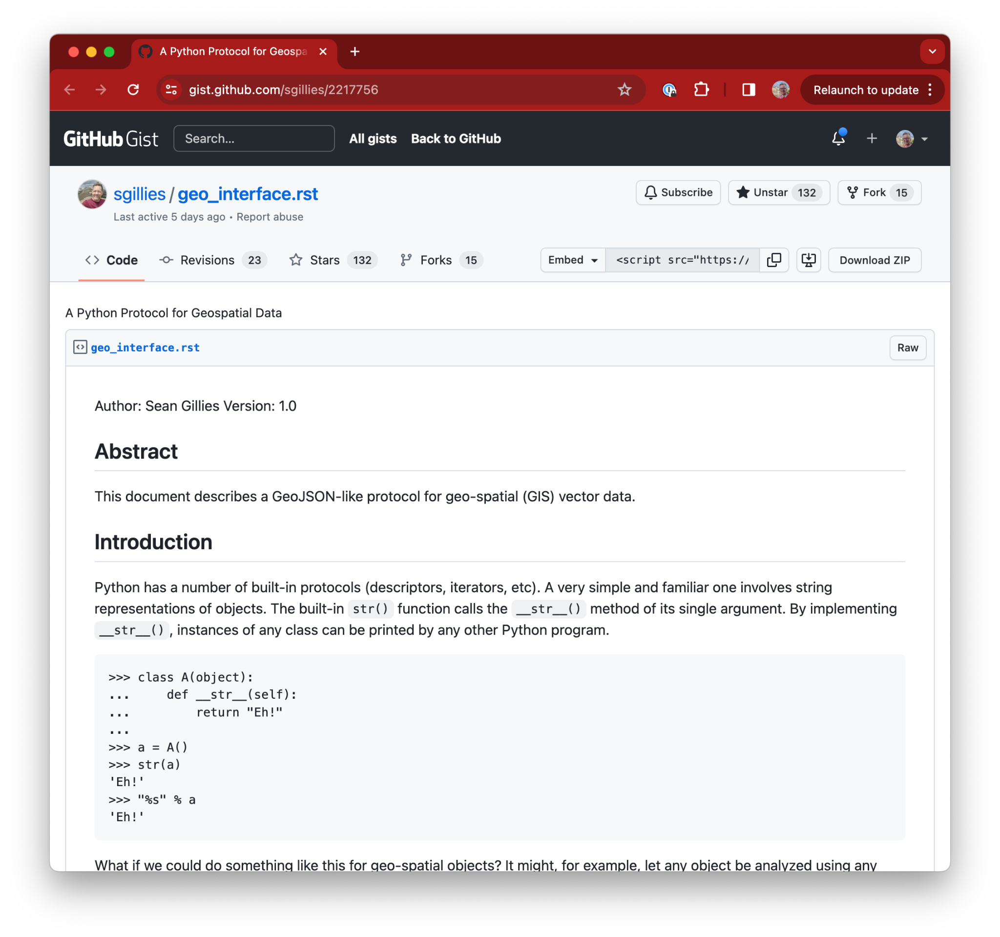 A Python Protocol for Geospa
gist.github.com/sgillies/2217756
Relaunch to update
GitHub Gist
Search...
All gists
Back to GitHub
sgillies / geo_interface.rst
Subscribe
Unstar 132
Fork 15
Last active 5 days ago • Report abuse
Code
Revisions 23
Stars 132
Forks 15
Embed
<script src="https://
Download ZIP
A Python Protocol for Geospatial Data
geo_interface.rst
Raw
Author: Sean Gillies Version: 1.0
Abstract
This document describes a GeoJSON-like protocol for geo-spatial (GIS) vector data.
Introduction
Python has a number of built-in protocols (descriptors, iterators, etc). A very simple and familiar one involves string
representations of objects. The built-in str() function calls the __str__() method of its single argument. By implementing
__str__(), instances of any class can be printed by any other Python program.
>>> class A(object):
...     def __str__(self):
...         return "Eh!"
...
>>> a = A()
>>> str(a)
'Eh!'
>>> "%s" % a
'Eh!'
What if we could do something like this for geo-spatial objects? It might, for example, let any object be analyzed using any